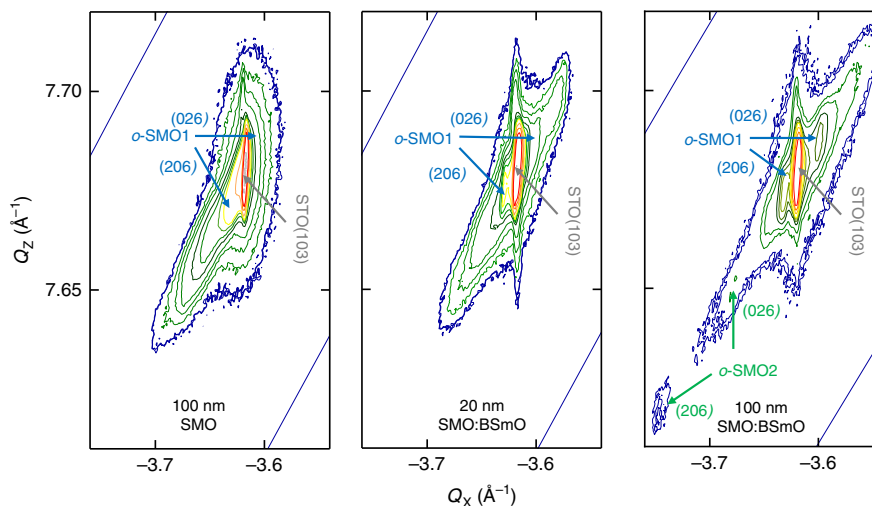 7.70
7.65
Qz (Å⁻¹)
(026)
o-SMO1
(206)
STO(103)
100 nm
SMO
−3.7
−3.6
(026)
o-SMO1
(206)
STO(103)
20 nm
SMO:BSmO
−3.7
−3.6
Qx (Å⁻¹)
(026)
o-SMO1
(206)
STO(103)
(026)
o-SMO2
(206)
100 nm
SMO:BSmO
−3.7
−3.6